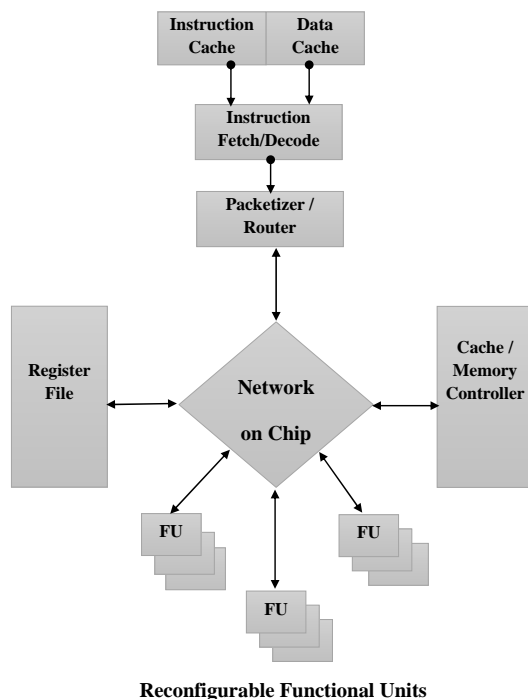 Instruction
Cache
Data
Cache
Instruction
Fetch/Decode
Packetizer /
Router
Register
File
Network
on Chip
Cache /
Memory
Controller
FU
FU
FU
Reconfigurable Functional Units